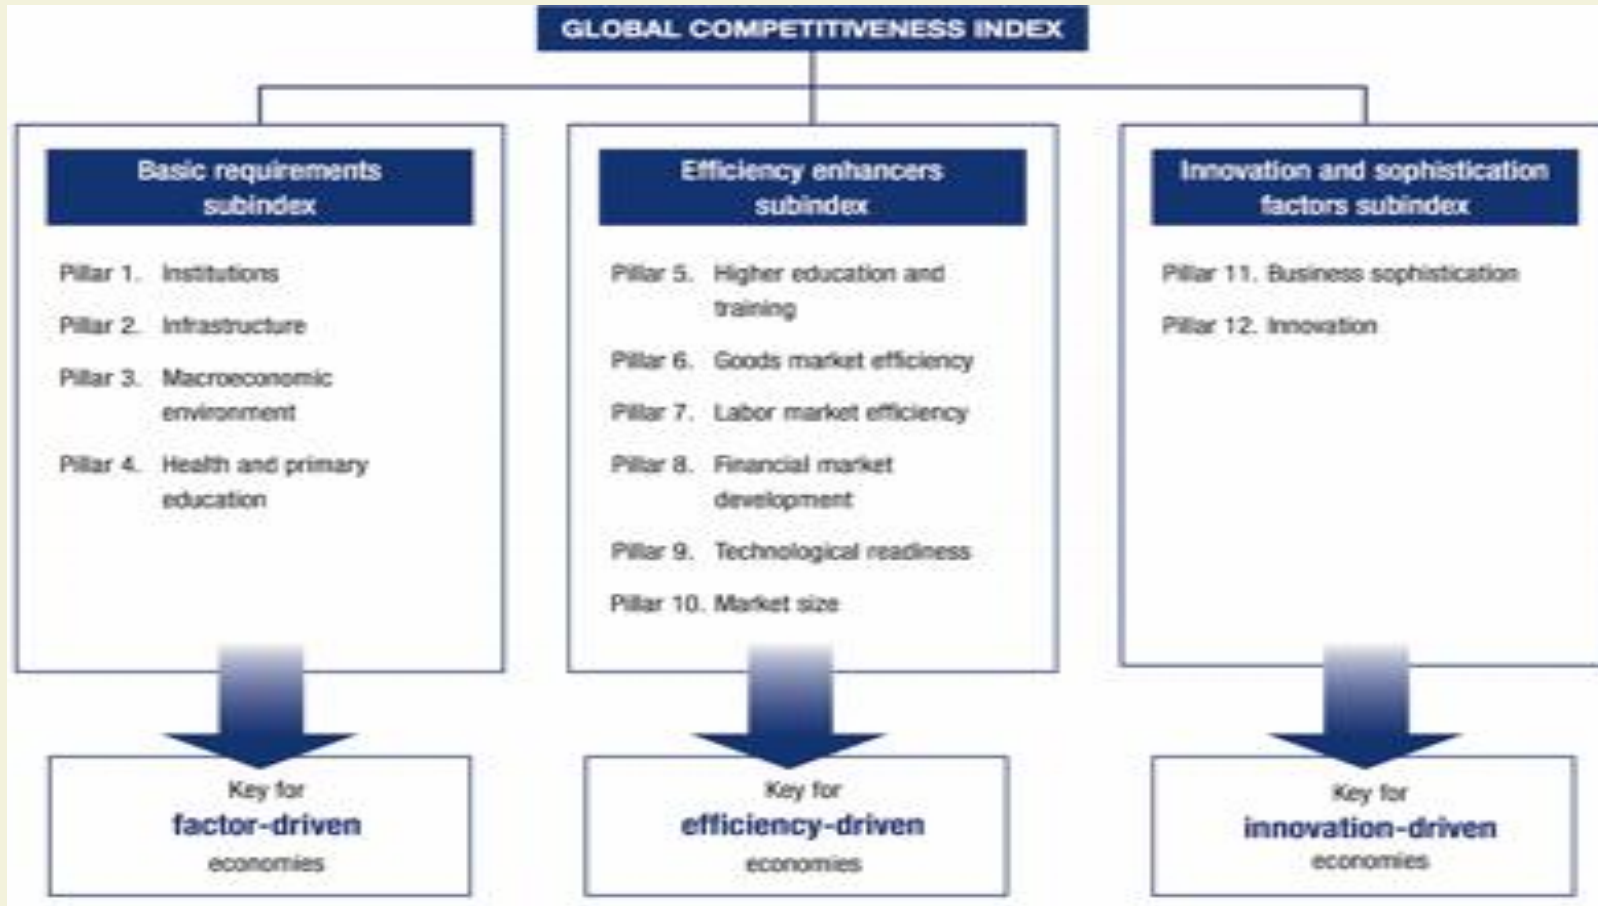 GLOBAL COMPETITIVENESS INDEX
Basic requirements
subindex
Pillar 1. Institutions
Pillar 2. Infrastructure
Pillar 3. Macroeconomic
environment
Pillar 4. Health and primary
education
Key for
factor-driven
economies
Efficiency enhancers
subindex
Pillar 5. Higher education and
training
Pillar 6. Goods market efficiency
Pillar 7. Labor market efficiency
Pillar 8. Financial market
development
Pillar 9. Technological readiness
Pillar 10. Market size
Key for
efficiency-driven
economies
Innovation and sophistication
factors subindex
Pillar 11. Business sophistication
Pillar 12. Innovation
Key for
innovation-driven
economies